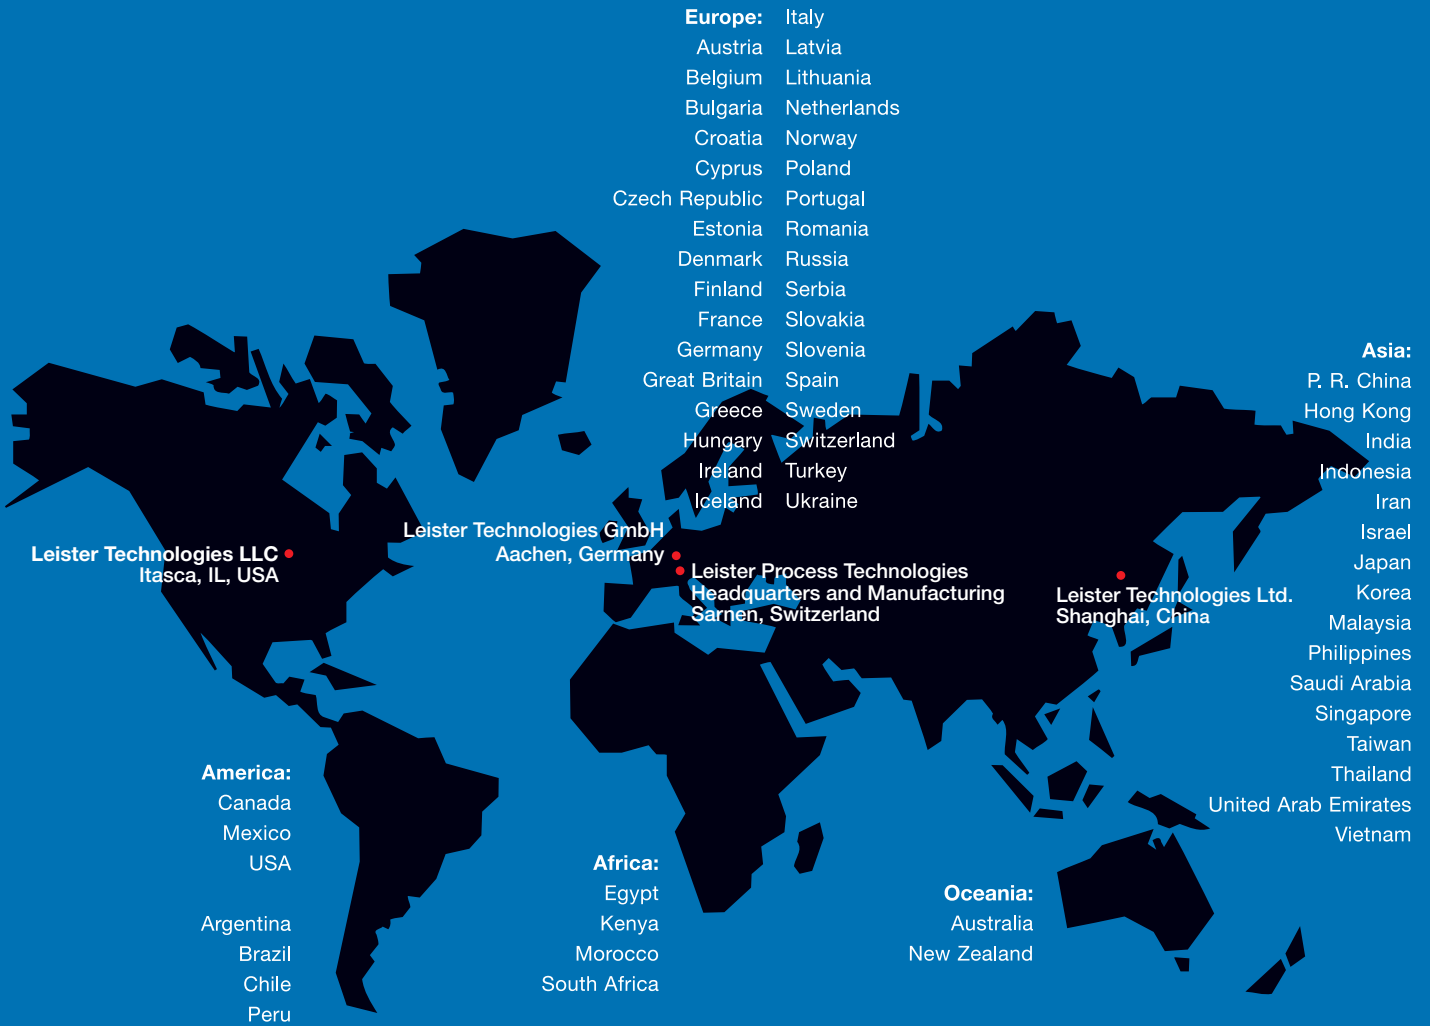 Europe:
Austria
Belgium
Bulgaria
Croatia
Cyprus
Czech Republic
Estonia
Denmark
Finland
France
Germany
Great Britain
Greece
Hungary
Ireland
Iceland
Italy
Latvia
Lithuania
Netherlands
Norway
Poland
Portugal
Romania
Russia
Serbia
Slovakia
Slovenia
Spain
Sweden
Switzerland
Turkey
Ukraine
Leister Technologies LLC
Itasca, IL, USA
Leister Technologies GmbH
Aachen, Germany
Leister Process Technologies
Headquarters and Manufacturing
Sarnen, Switzerland
Leister Technologies Ltd.
Shanghai, China
Asia:
P. R. China
Hong Kong
India
Indonesia
Iran
Israel
Japan
Korea
Malaysia
Philippines
Saudi Arabia
Singapore
Taiwan
Thailand
United Arab Emirates
Vietnam
America:
Canada
Mexico
USA
Argentina
Brazil
Chile
Peru
Africa:
Egypt
Kenya
Morocco
South Africa
Oceania:
Australia
New Zealand